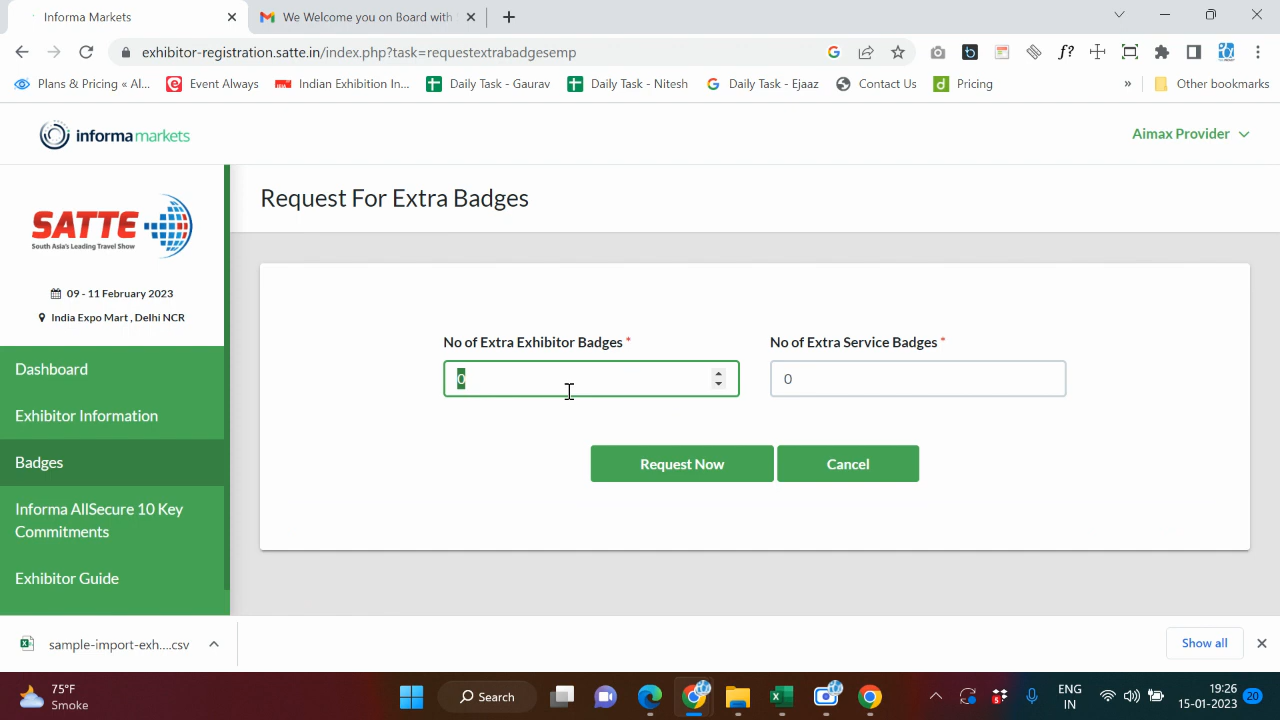 Informa Markets
We Welcome you on Board with
exhibitor-registration.satte.in/index.php?task=requestextrabadgesemp
Plans & Pricing « Al...
Event Always
Indian Exhibition In...
Daily Task - Gaurav
Daily Task - Nitesh
Daily Task - Ejaaz
Contact Us
Pricing
»
Other bookmarks
informa markets
Aimax Provider
SATTE
South Asia's Leading Travel Show
09 - 11 February 2023
India Expo Mart , Delhi NCR
Dashboard
Exhibitor Information
Badges
Informa AllSecure 10 Key
Commitments
Exhibitor Guide
Request For Extra Badges
No of Extra Exhibitor Badges *
No of Extra Service Badges *
0
0
Request Now
Cancel
sample-import-exh....csv
Show all
75°F
Smoke
Search
ENG
IN
19:26
15-01-2023
20